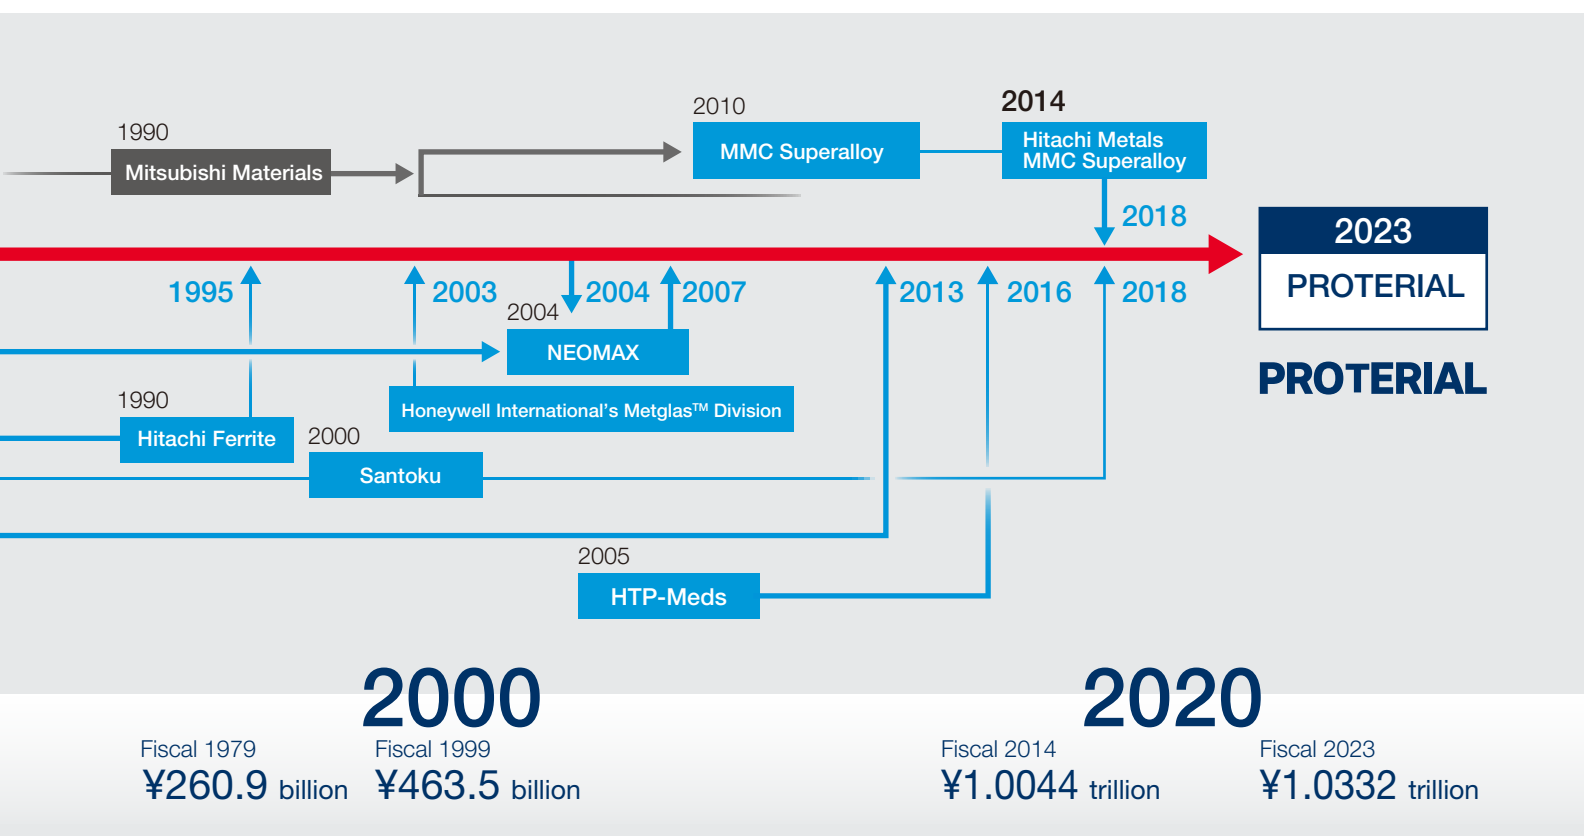 2010
2014
1990
MMC Superalloy
Hitachi Metals
MMC Superalloy
Mitsubishi Materials
2018
2023
PROTERIAL
1995
2003
2004
2007
2013
2016
2018
2004
NEOMAX
PROTERIAL
1990
Honeywell International's Metglas™ Division
Hitachi Ferrite
2000
Santoku
2005
HTP-Meds
2000
2020
Fiscal 1979
Fiscal 1999
Fiscal 2014
Fiscal 2023
¥260.9 billion
¥463.5 billion
¥1.0044 trillion
¥1.0332 trillion